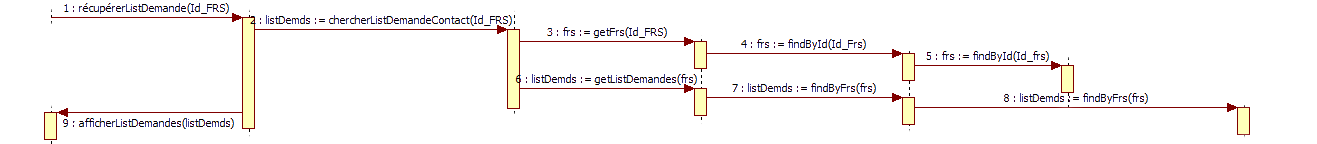 1 : récupérerListDemande(Id_FRS)
2 : listDemds := chercherListDemandeContact(Id_FRS)
3 : frs := getFrs(Id_FRS)
4 : frs := findById(Id_Frs)
5 : frs := findById(Id_frs)
6 : listDemds := getListDemandes(frs)
7 : listDemds := findByFrs(frs)
8 : listDemds := findByFrs(frs)
9 : afficherListDemandes(listDemds)